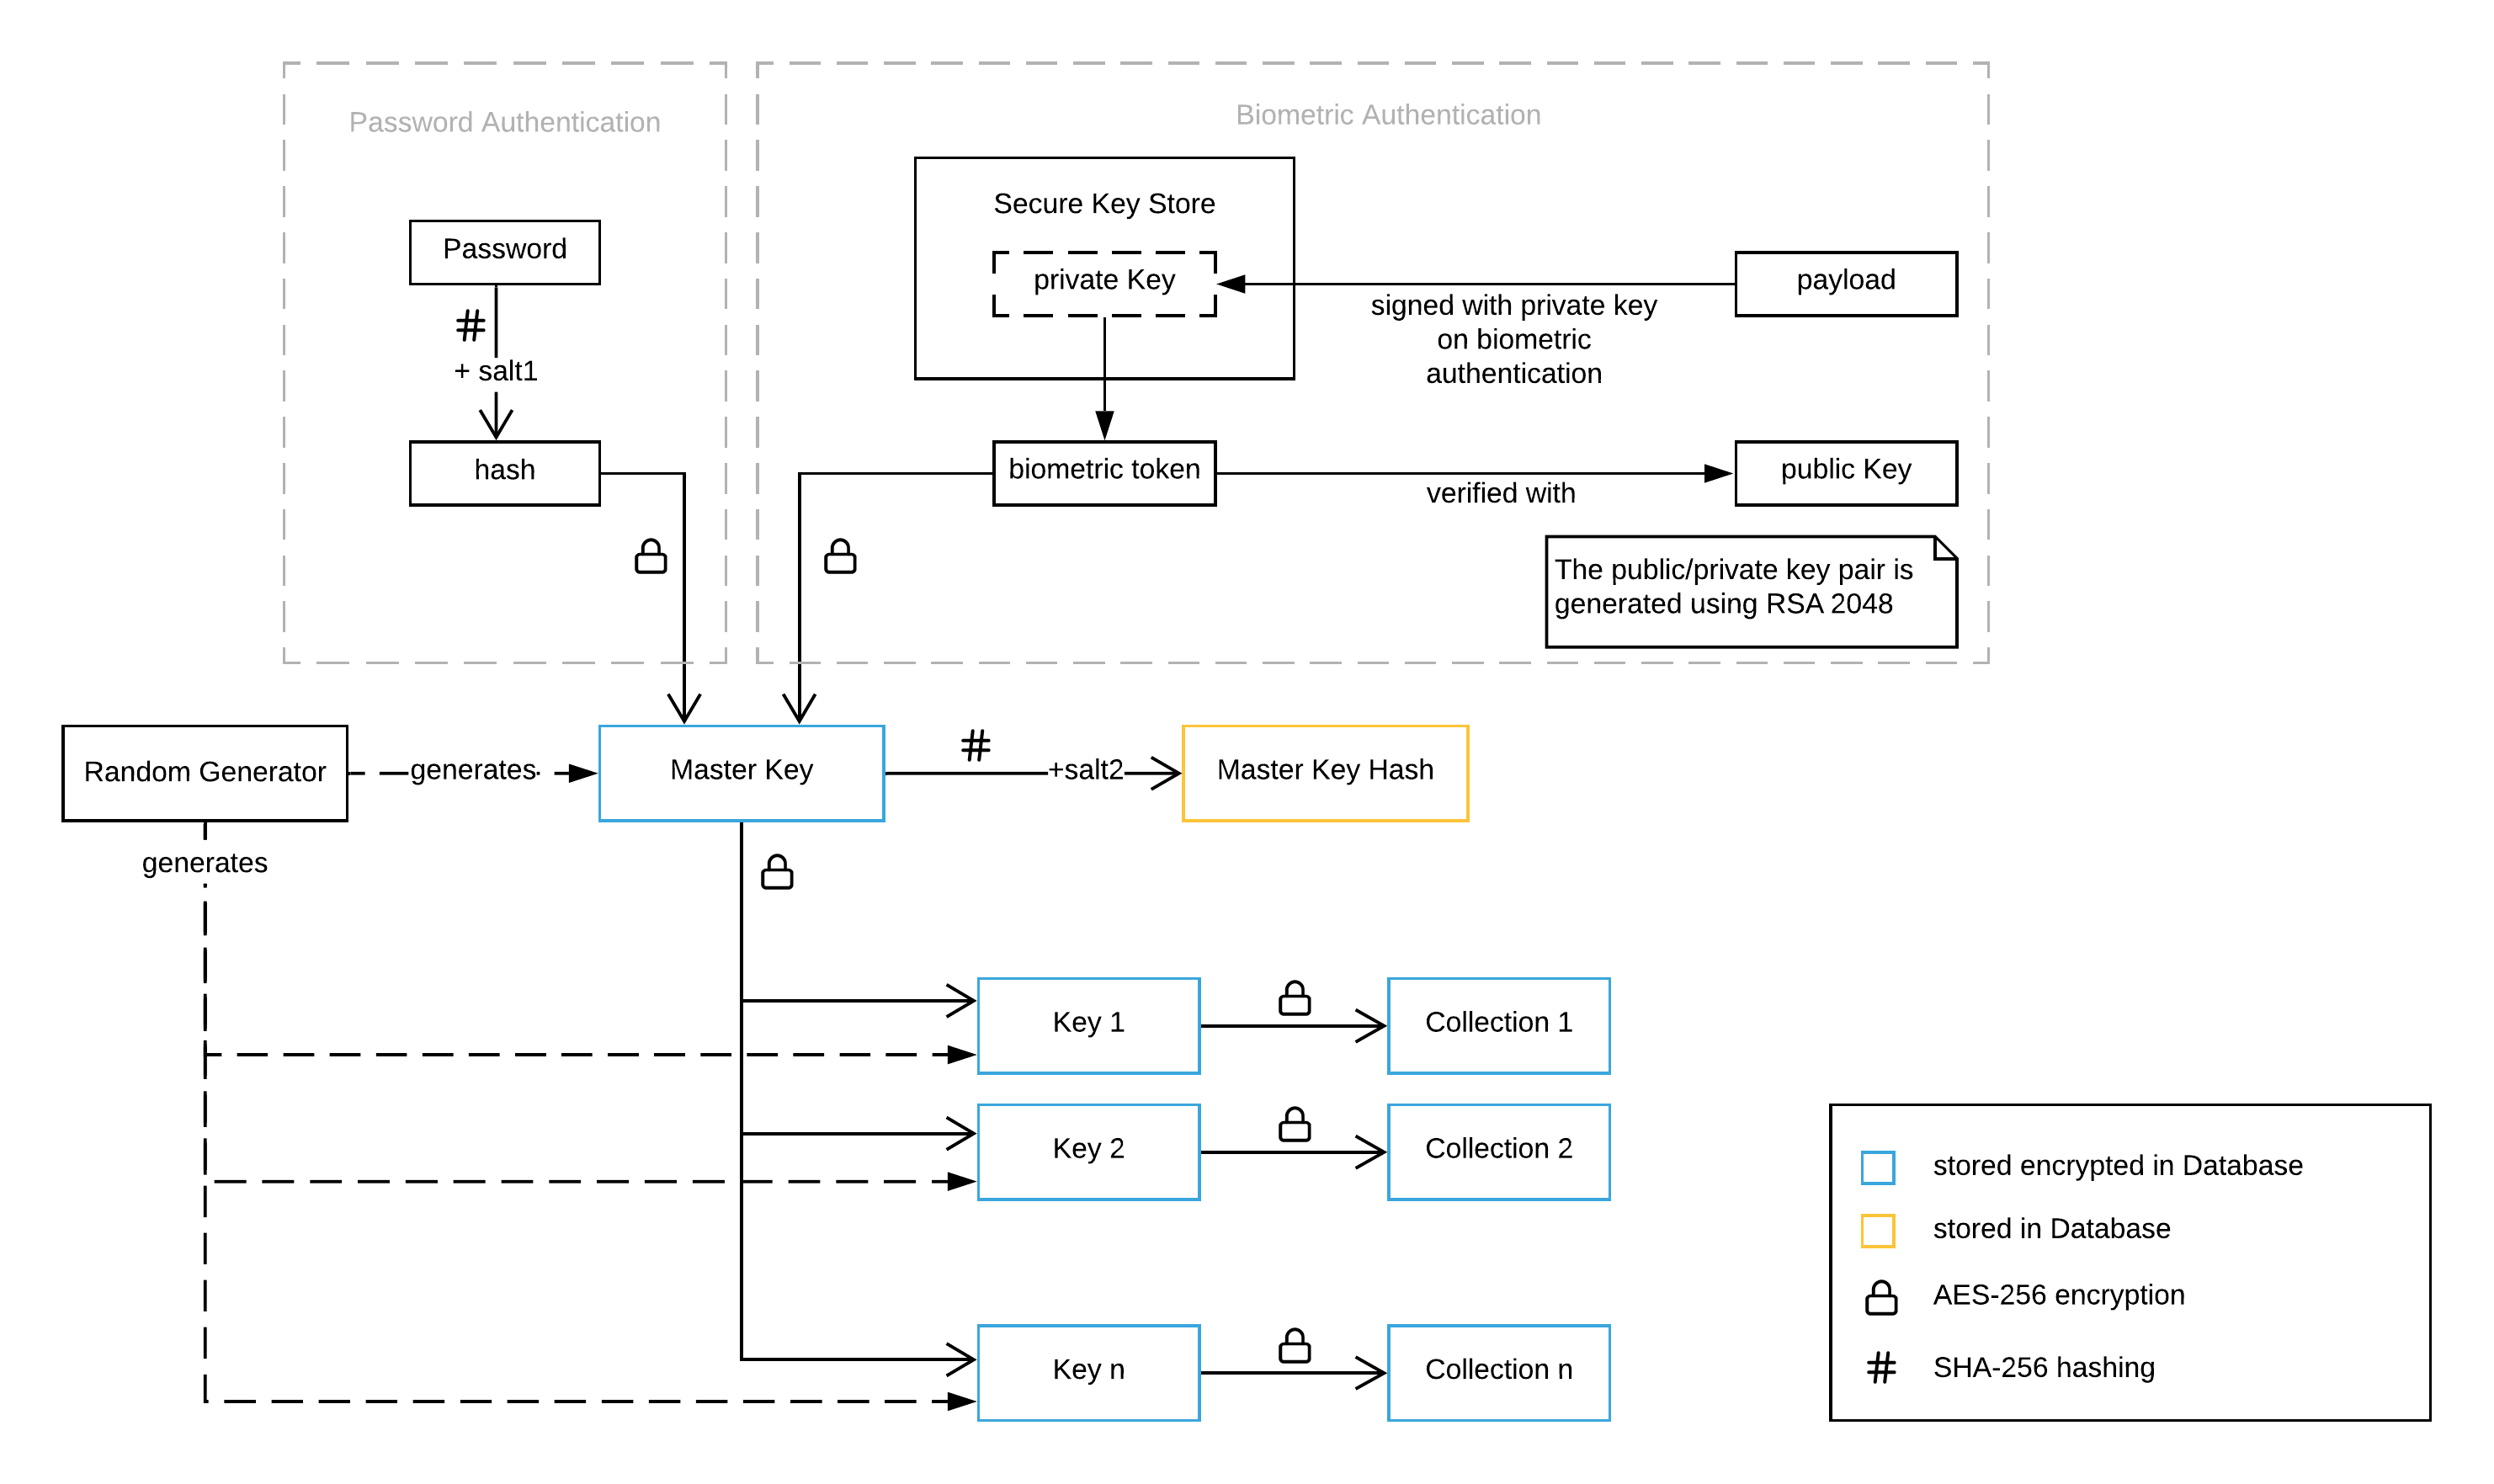 Password Authentication
Biometric Authentication
Secure Key Store
Password
private Key
payload
signed with private key
on biometric
authentication
#
+ salt1
hash
biometric token
verified with
public Key
The public/private key pair is
generated using RSA 2048
Random Generator
generates
Master Key
#
+salt2
Master Key Hash
generates
Key 1
Collection 1
Key 2
Collection 2
Key n
Collection n
stored encrypted in Database
stored in Database
AES-256 encryption
# SHA-256 hashing